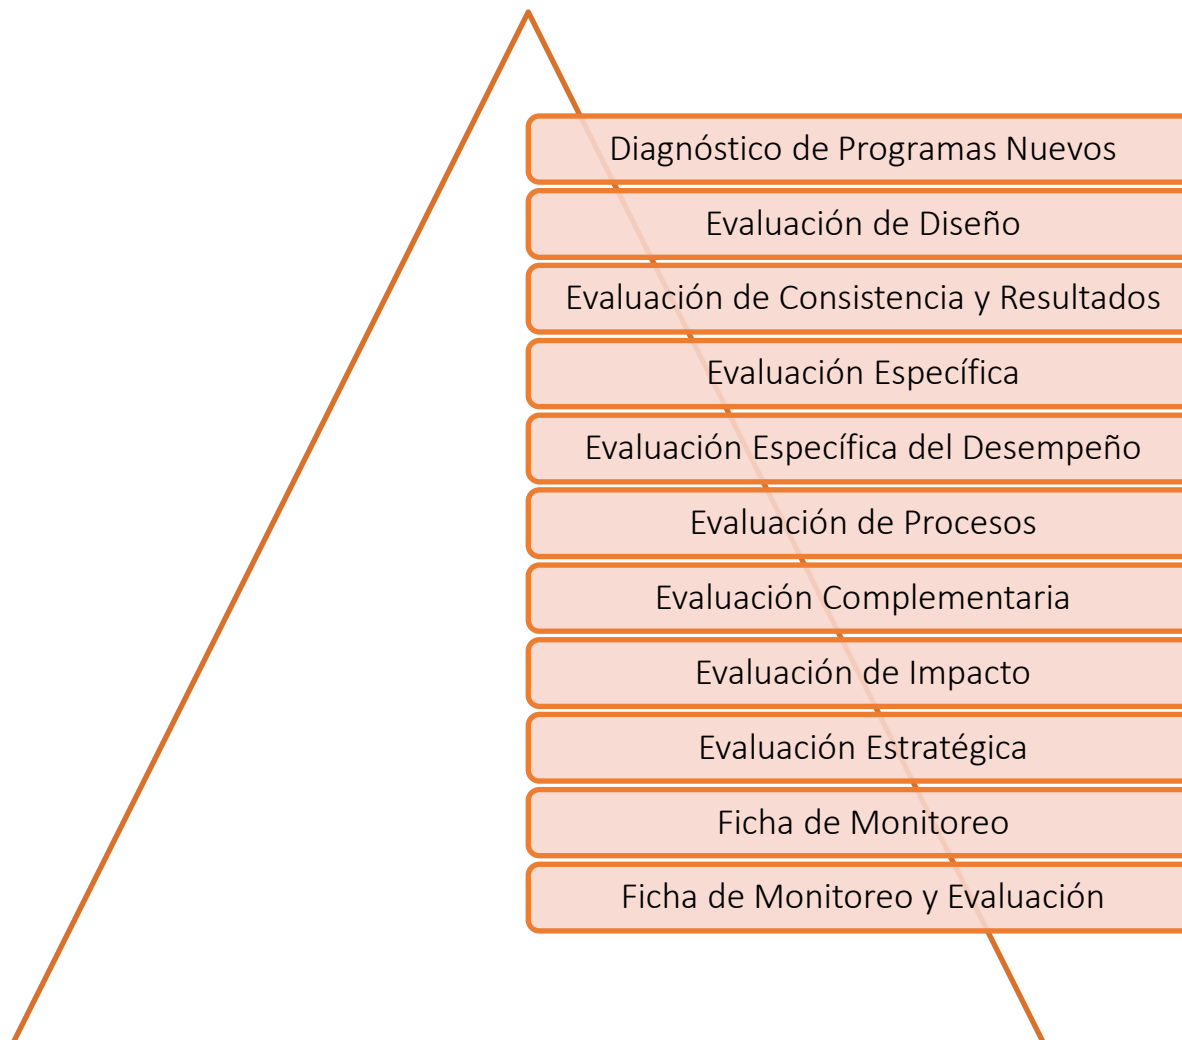 Diagnóstico de Programas Nuevos
Evaluación de Diseño
Evaluación de Consistencia y Resultados
Evaluación Específica
Evaluación Específica del Desempeño
Evaluación de Procesos
Evaluación Complementaria
Evaluación de Impacto
Evaluación Estratégica
Ficha de Monitoreo
Ficha de Monitoreo y Evaluación